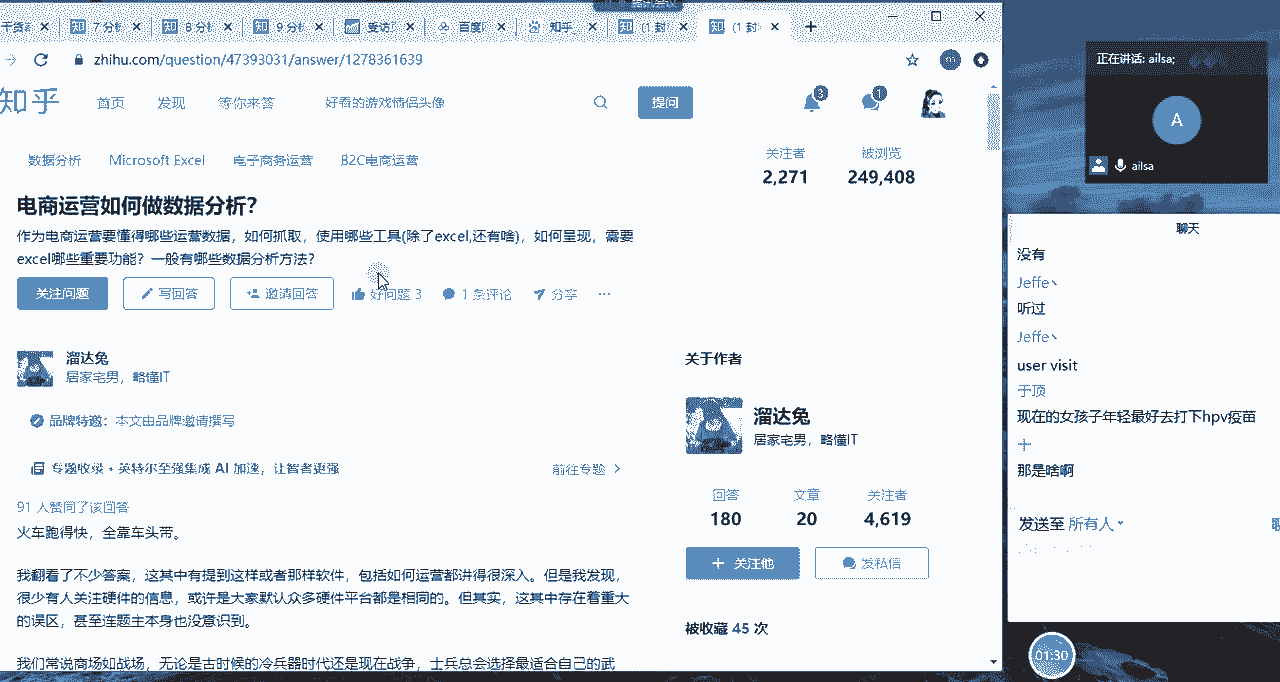 7 分析
8 分析
9 分析
百度
知乎
(1 封
(1 封
zhihu.com/question/47393031/answer/1278361639
m
知乎
首页
发现
等你来答
好看的游戏情侣头像
提问
3
1
数据分析
Microsoft Excel
电子商务运营
B2C电商运营
关注者
被浏览
2,271
249,408
电商运营如何做数据分析?
作为电商运营要懂得哪些运营数据，如何抓取，使用哪些工具(除了excel,还有啥)，如何呈现，需要
excel哪些重要功能？一般有哪些数据分析方法?
关注问题
写回答
邀请回答
好问题 3
1 条评论
分享
溜达兔
居家宅男，略懂IT
品牌特邀：本文由品牌邀请撰写
专题收录 · 英特尔至强集成 AI 加速，让智者更强
前往专题
91 人赞同了该回答
火车跑得快，全靠车头带。
我翻看了不少答案，这其中有提到这样或者那样软件，包括如何运营都讲得很深入。但是我发现，
很少有人关注硬件的信息，或许是大家默认众多硬件平台都是相同的。但其实，这其中存在着重大
的误区，甚至连题主本身也没意识到。
我们常说商场如战场，无论是古时候的冷兵器时代还是现在战争，士兵总会选择最适合自己的武
关于作者
溜达兔
居家宅男，略懂IT
回答
文章
关注者
180
20
4,619
关注他
发私信
被收藏 45 次
正在讲话: ailsa;
A
ailsa
聊天
没有
Jeffe丶
听过
Jeffe丶
user visit
于顶
现在的女孩子年轻最好去打下hpv疫苗
十
那是啥啊
发送至 所有人
01:30